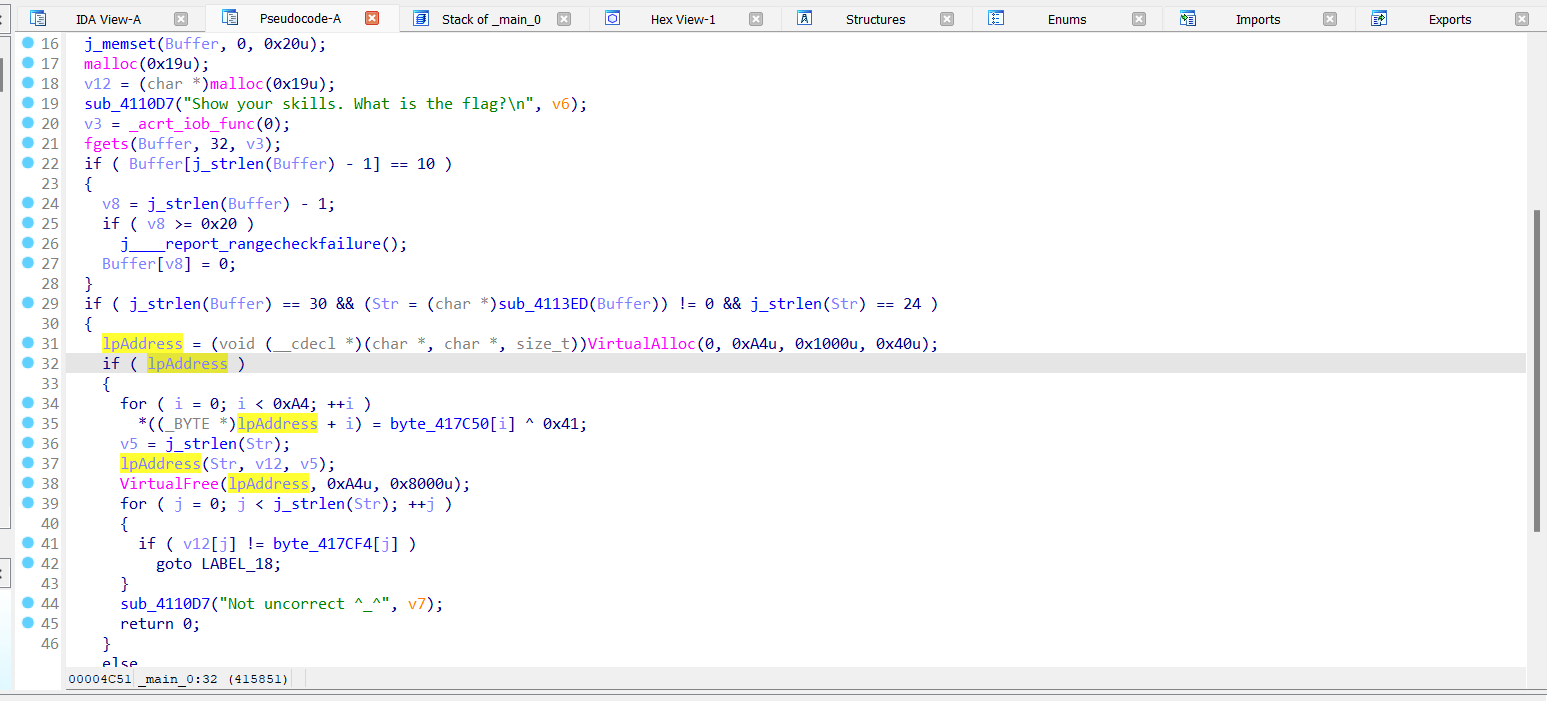 IDA View-A Pseudocode-A Stack of _main_0 Hex View-1 Structures Enums Imports Exports
16 j_memset(Buffer, 0, 0x20u);
17 malloc(0x19u);
18 v12 = (char *)malloc(0x19u);
19 sub_4110D7("Show your skills. What is the flag?\n", v6);
20 v3 = _acrt_iob_func(0);
21 fgets(Buffer, 32, v3);
22 if ( Buffer[j_strlen(Buffer) - 1] == 10 )
23 {
24 v8 = j_strlen(Buffer) - 1;
25 if ( v8 >= 0x20 )
26 j____report_rangecheckfailure();
27 Buffer[v8] = 0;
28 }
29 if ( j_strlen(Buffer) == 30 && (Str = (char *)sub_4113ED(Buffer)) != 0 && j_strlen(Str) == 24 )
30 {
31 lpAddress = (void (__cdecl *)(char *, char *, size_t))VirtualAlloc(0, 0xA4u, 0x1000u, 0x40u);
32 if ( lpAddress )
33 {
34 for ( i = 0; i < 0xA4; ++i )
35 *((_BYTE *)lpAddress + i) = byte_417C50[i] ^ 0x41;
36 v5 = j_strlen(Str);
37 lpAddress(Str, v12, v5);
38 VirtualFree(lpAddress, 0xA4u, 0x8000u);
39 for ( j = 0; j < j_strlen(Str); ++j )
40 {
41 if ( v12[j] != byte_417CF4[j] )
42 goto LABEL_18;
43 }
44 sub_4110D7("Not uncorrect ^_^", v7);
45 return 0;
46 }
else
00004C51 _main_0:32 (415851)